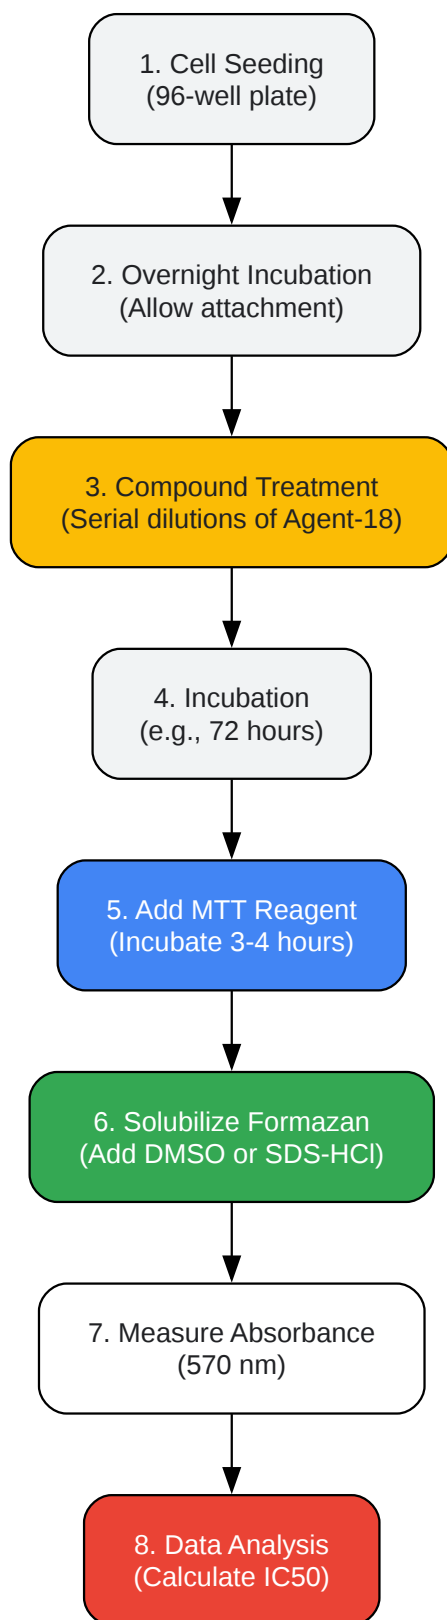 1. Cell Seeding
(96-well plate)
2. Overnight Incubation
(Allow attachment)
3. Compound Treatment
(Serial dilutions of Agent-18)
4. Incubation
(e.g., 72 hours)
5. Add MTT Reagent
(Incubate 3-4 hours)
6. Solubilize Formazan
(Add DMSO or SDS-HCl)
7. Measure Absorbance
(570 nm)
8. Data Analysis
(Calculate IC50)